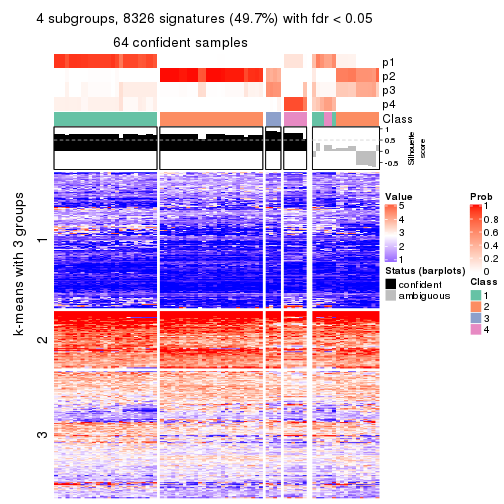 4 subgroups, 8326 signatures (49.7%) with fdr < 0.05
64 confident samples
p1
p2
p3
p4
Class
1
0.5
0
-0.5
Silhouette
score
k-means with 3 groups
1
2
3
Value
5
4
3
2
1
Status (barplots)
confident
ambiguous
Prob
1
0.8
0.6
0.4
0.2
0
Class
1
2
3
4